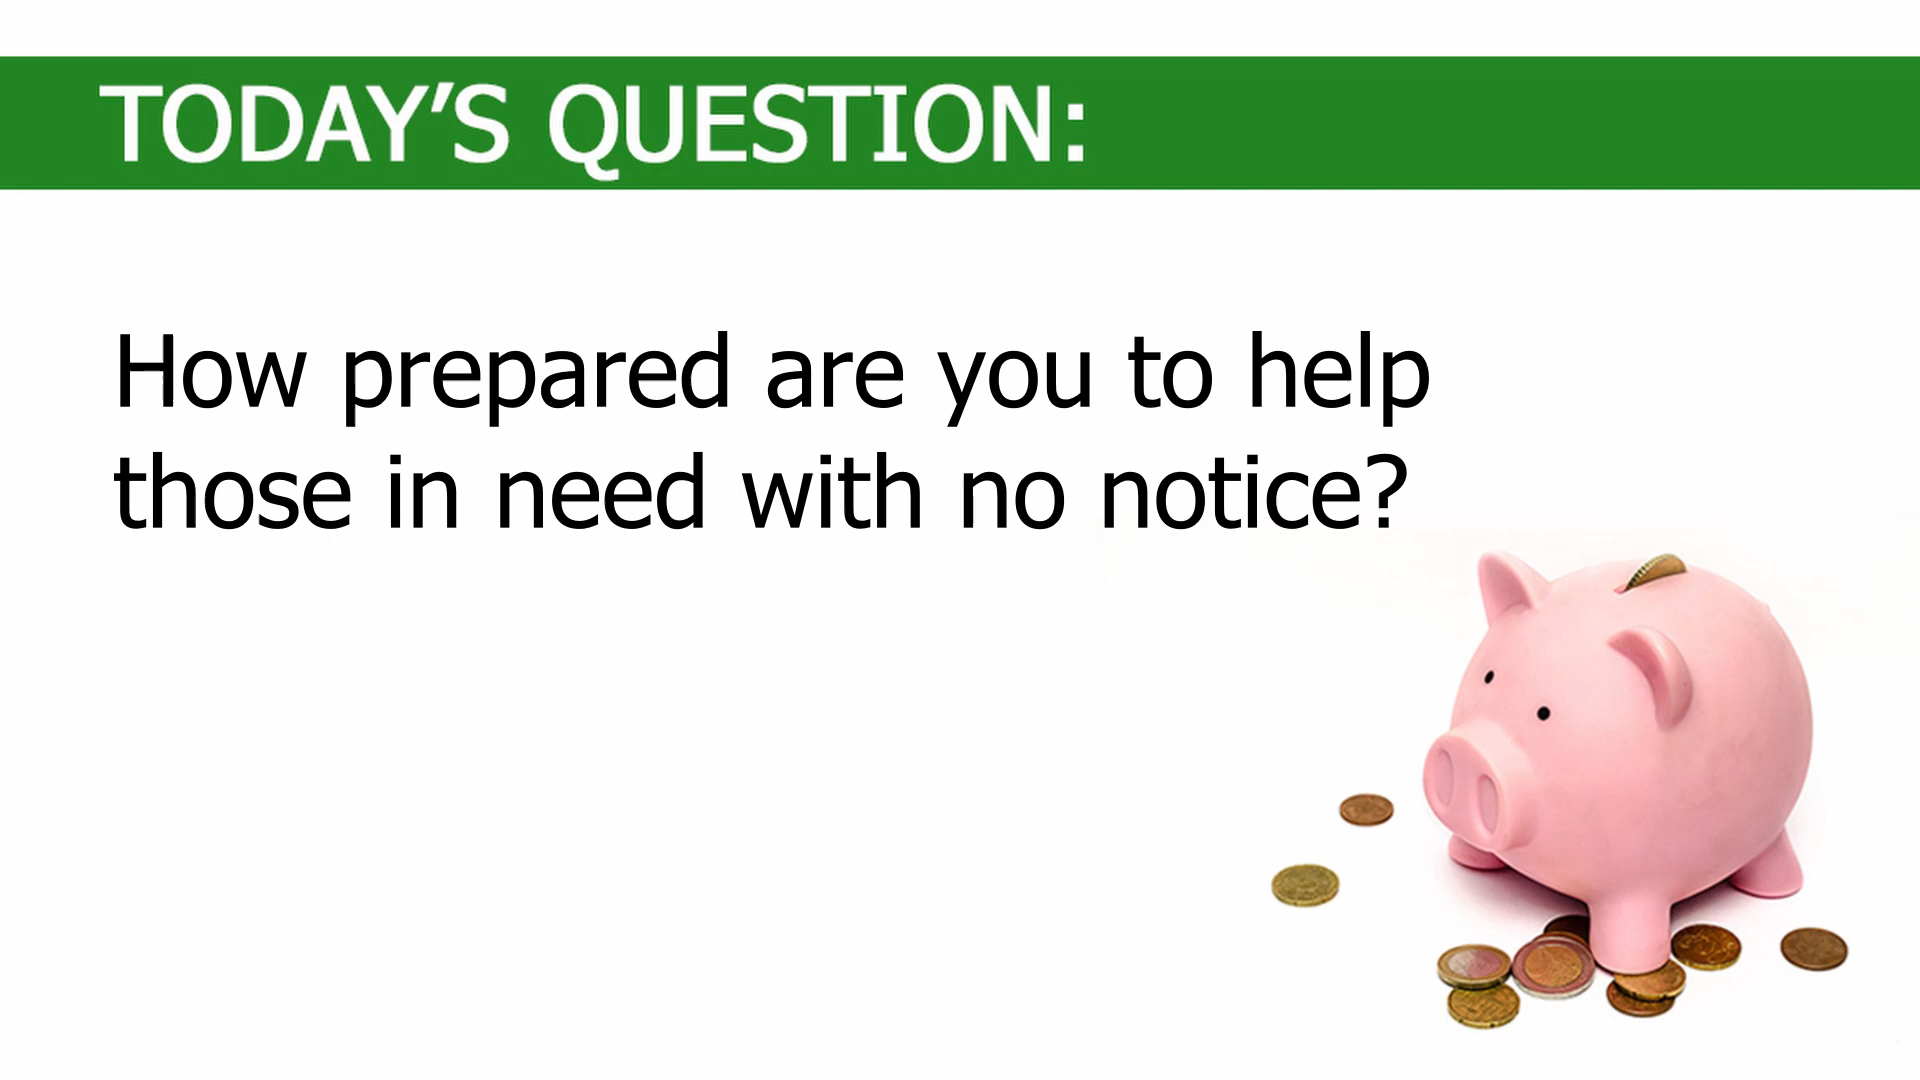 TODAY’S QUESTION:
How prepared are you to help
those in need with no notice?